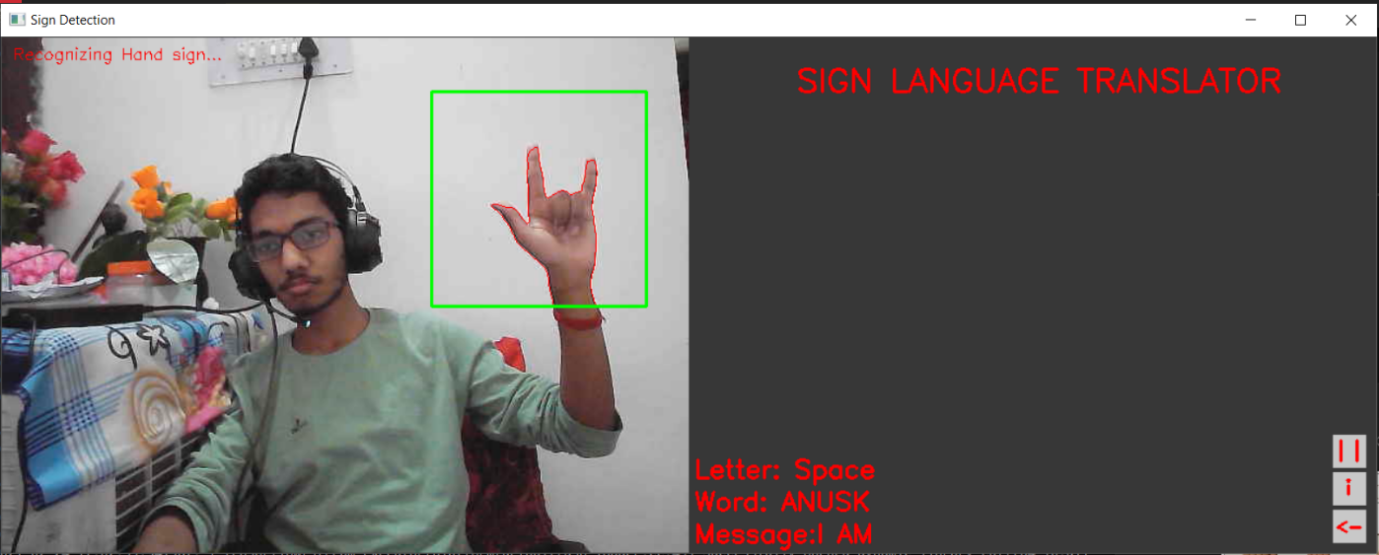 Sign Detection
Recognizing Hand sign...
SIGN LANGUAGE TRANSLATOR
Letter: Space
Word: ANUSK
Message:I AM
||
i
<-